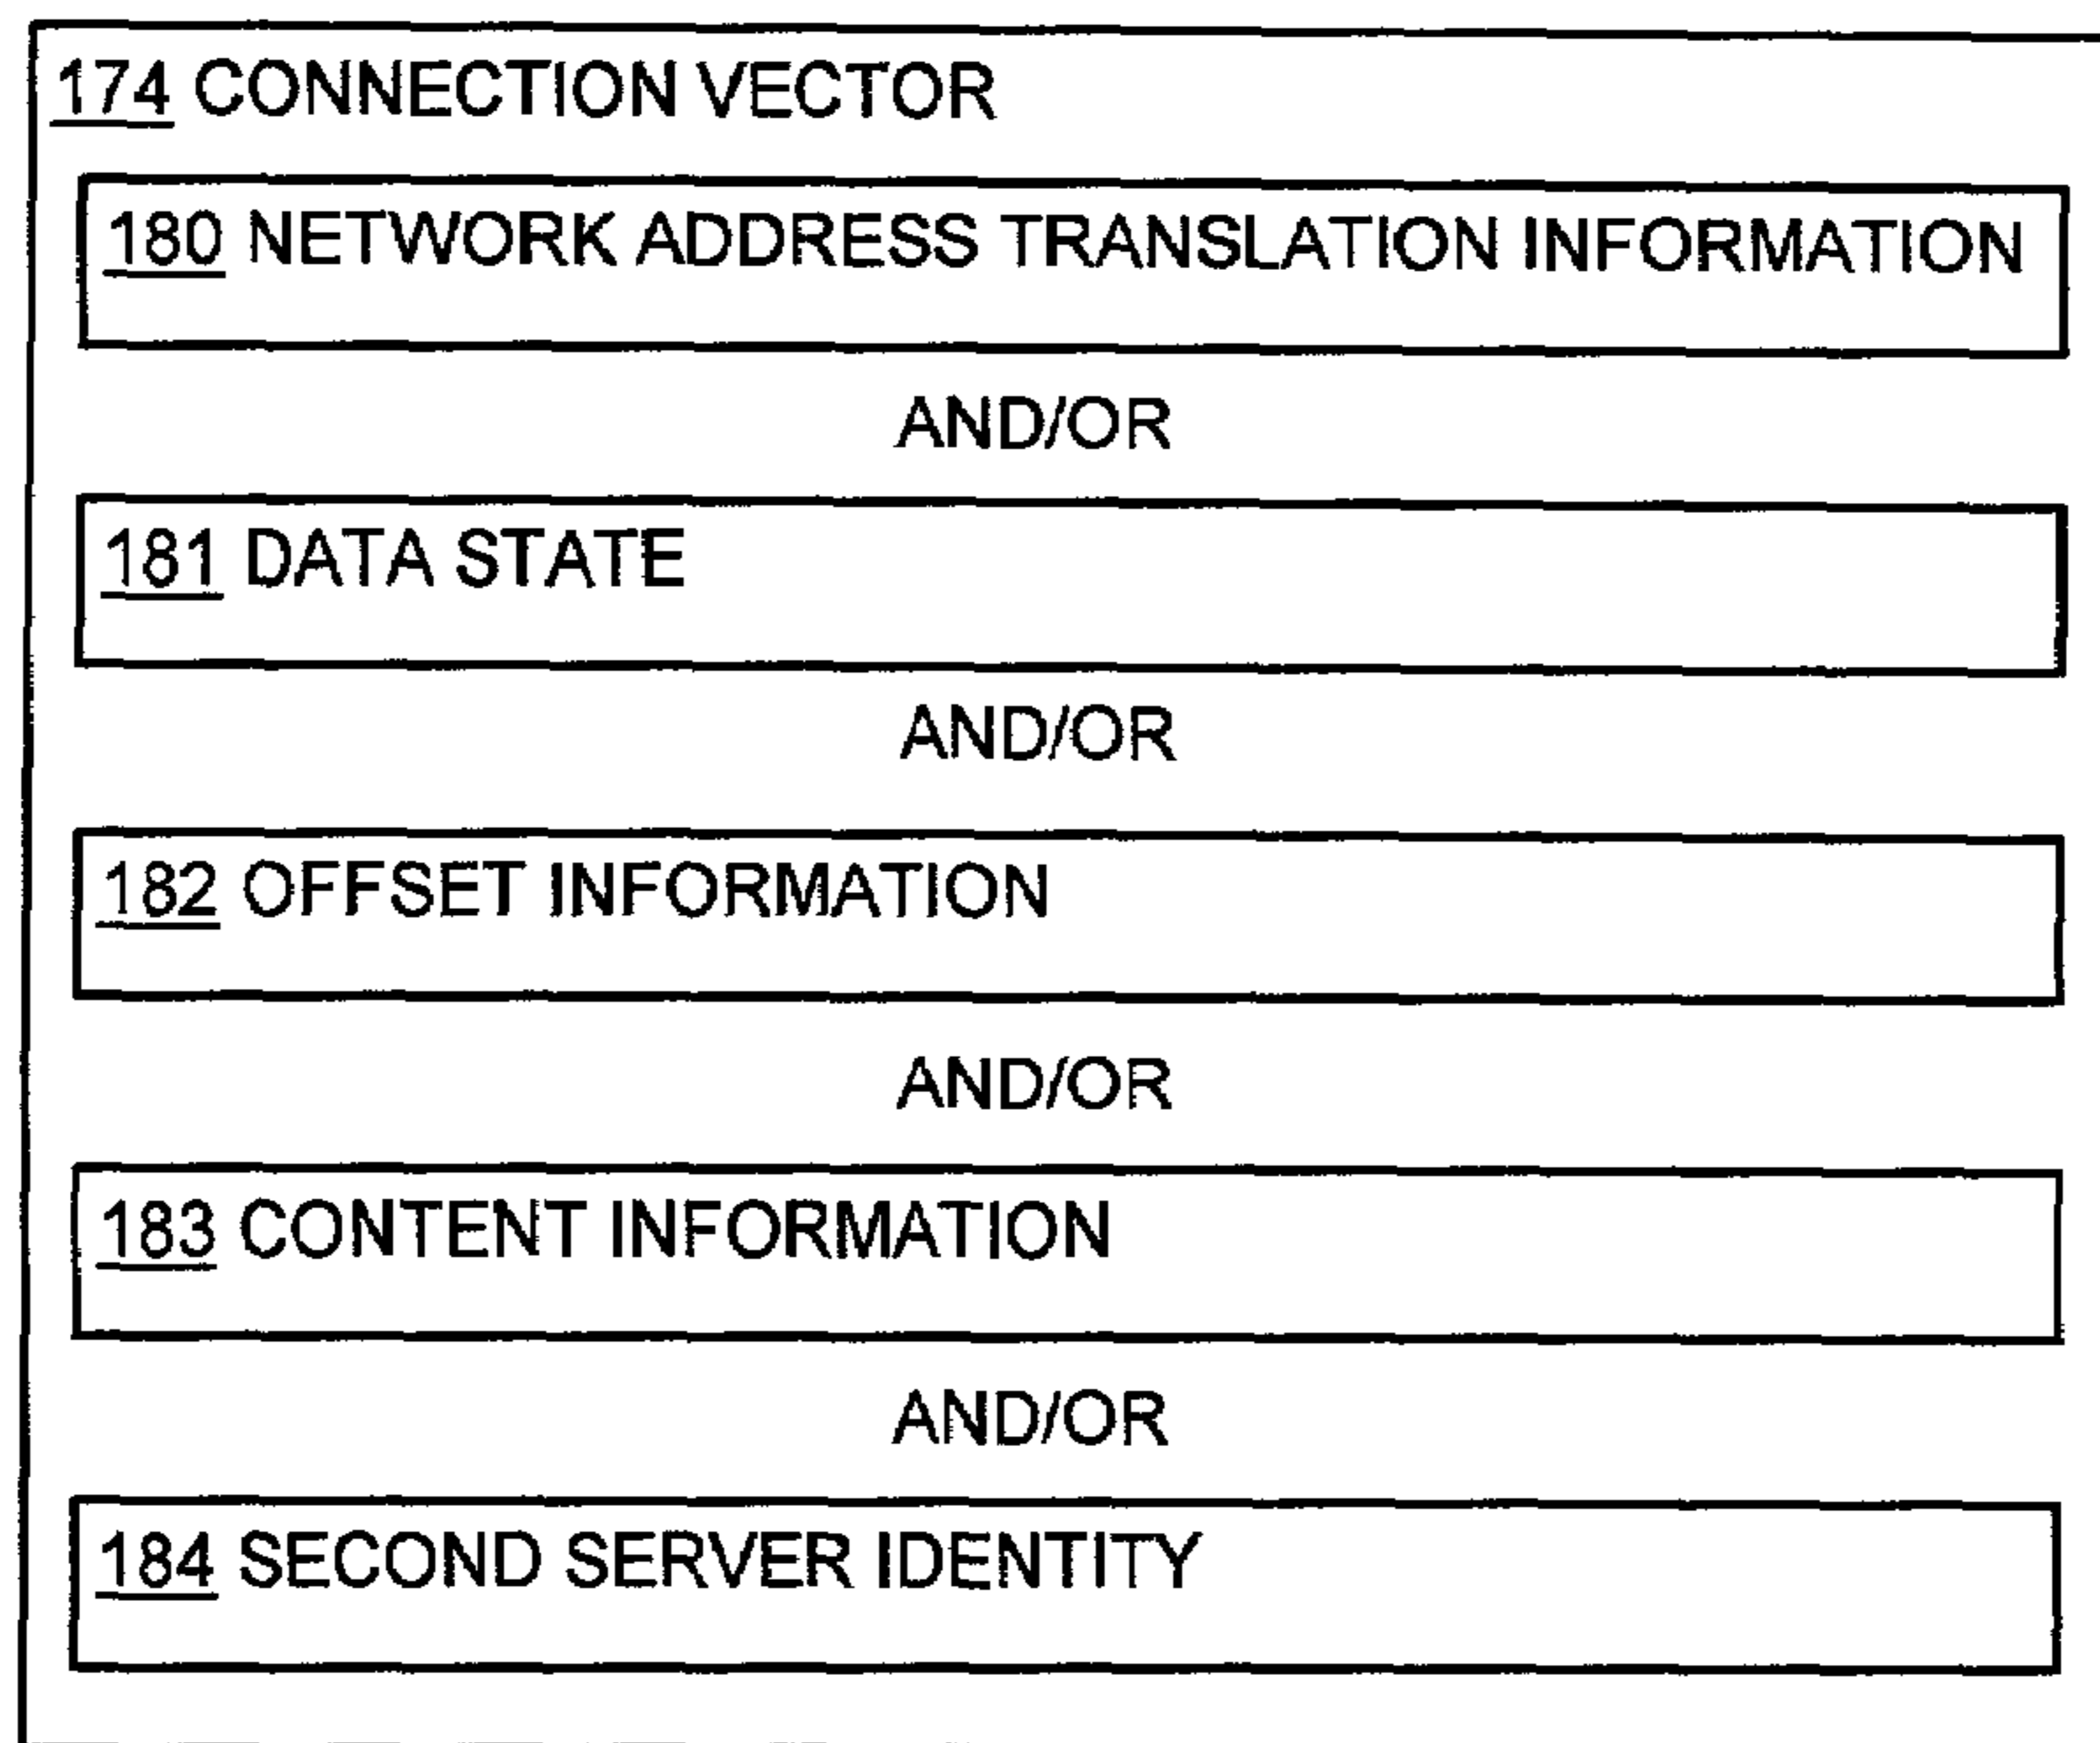 174 CONNECTION VECTOR
180 NETWORK ADDRESS TRANSLATION INFORMATION
AND/OR
181 DATA STATE
AND/OR
182 OFFSET INFORMATION
AND/OR
183 CONTENT INFORMATION
AND/OR
184 SECOND SERVER IDENTITY